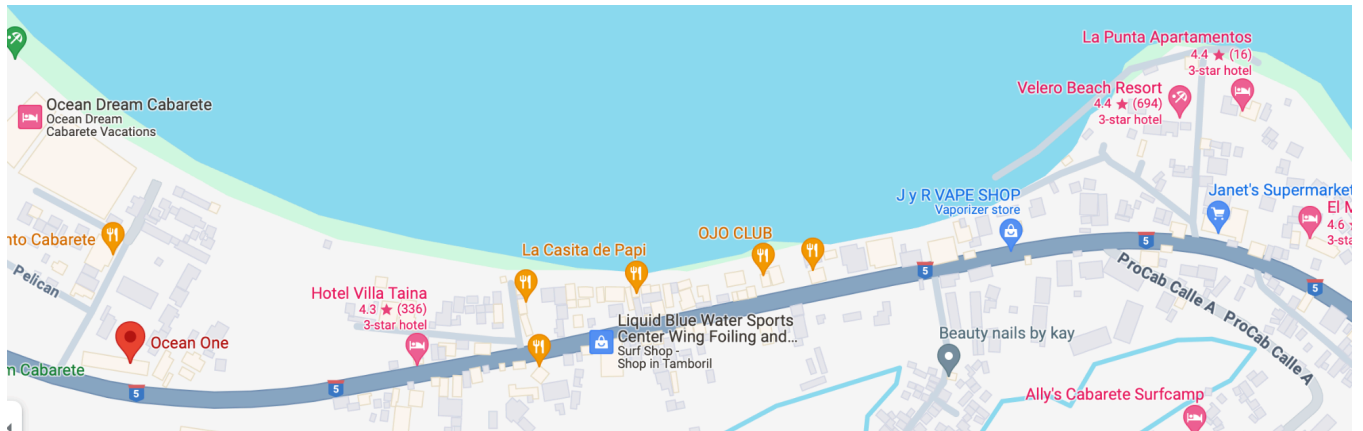 La Punta Apartamentos
4.4 ★ (16)
3-star hotel
Velero Beach Resort
4.4 ★ (694)
3-star hotel
Ocean Dream Cabarete
Ocean Dream
Cabarete Vacations
J y R VAPE SHOP
Vaporizer store
Janet's Supermarket
El M
4.6
3-sta
nto Cabarete
La Casita de Papi
OJO CLUB
5
5
5
ProCab Calle A
ProCab Calle A
Pelican
Hotel Villa Taina
4.3 ★ (336)
3-star hotel
Liquid Blue Water Sports
Center Wing Foiling and...
Surf Shop -
Shop in Tamboril
Beauty nails by kay
Ocean One
m Cabarete
5
5
Ally's Cabarete Surfcamp